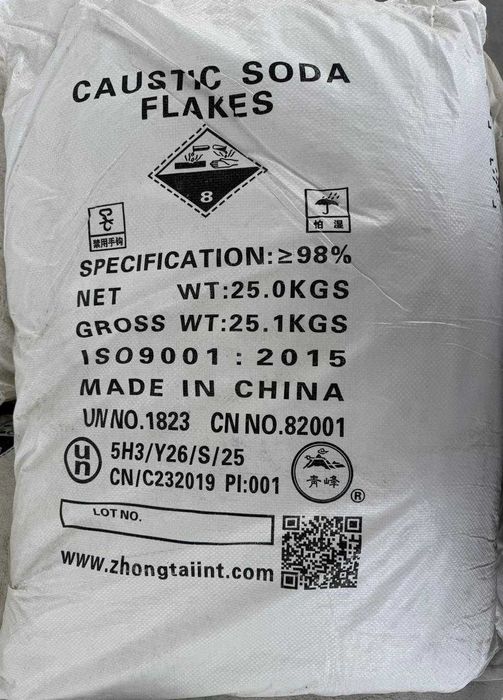 CAUSTIC SODA
FLAKES
8
禁用手钩
怕 湿
SPECIFICATION:≥98%
NET WT:25.0KGS
GROSS WT:25.1KGS
ISO9001 : 2015
MADE IN CHINA
UN NO.1823 CN NO.82001
un 5H3/Y26/S/25
CN/C232019 PI:001
青峰 ®
LOT NO.
www.zhongtaiint.com